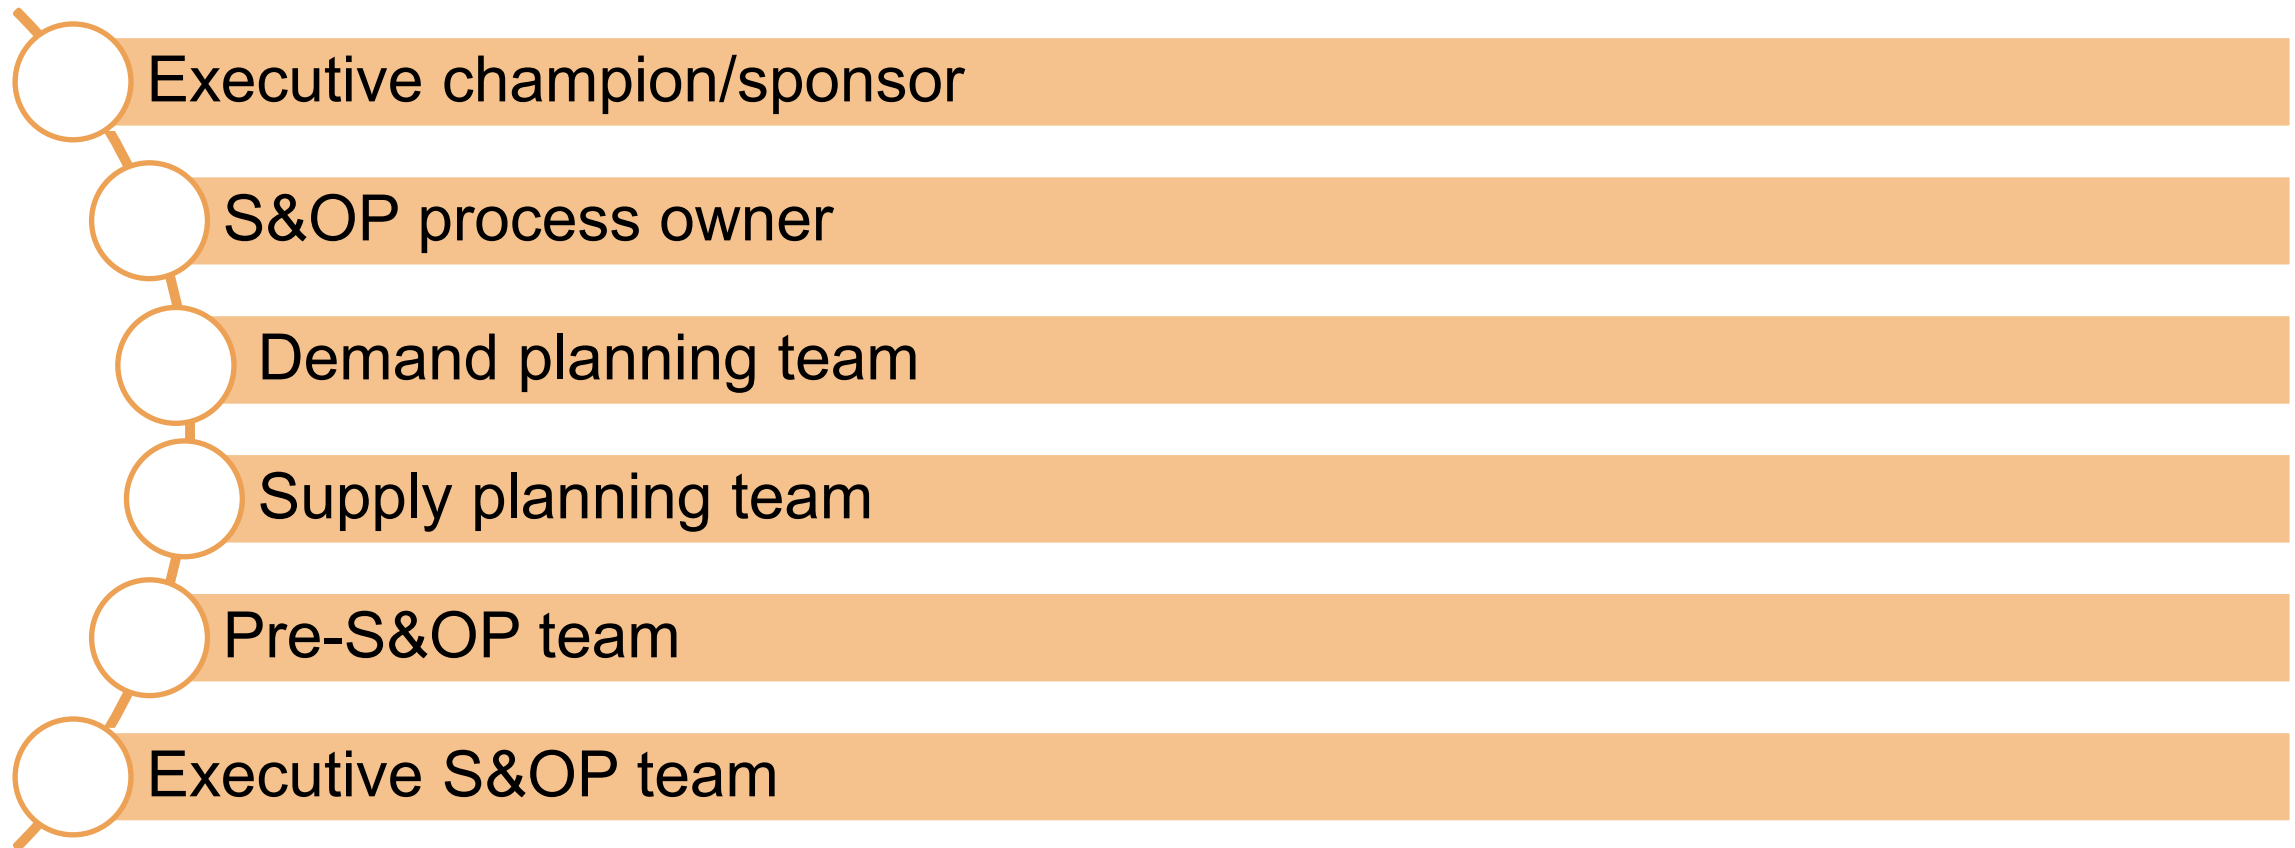 Executive champion/sponsor
S&OP process owner
Demand planning team
Supply planning team
Pre-S&OP team
Executive S&OP team